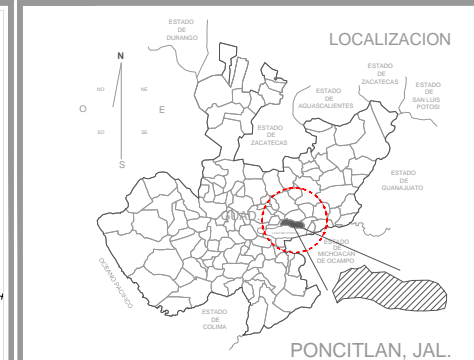 LOCALIZACION
ESTADO
DE
DURANGO
N
NO
NE
O
E
SO
SE
S
ESTADO
DE
ZACATECAS
ESTADO
DE
AGUASCALIENTES
ESTADO
DE
SAN LUIS
POTOSI
ESTADO
DE
ZACATECAS
ESTADO
DE
GUANAJUATO
GUAD
ESTADO
DE
MICHOACAN
DE OCAMPO
OCEANO PACIFICO
ESTADO
DE
COLIMA
PONCITLAN, JAL.